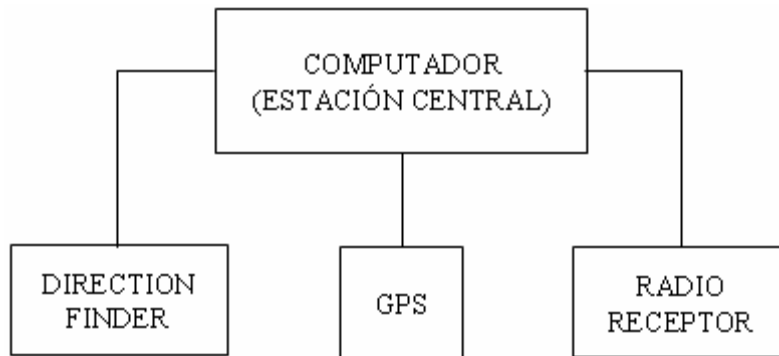 COMPUTADOR
(ESTACIÓN CENTRAL)
DIRECTION
FINDER
GPS
RADIO
RECEPTOR